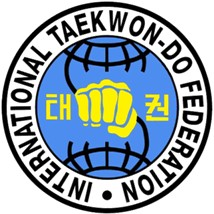 INTERNATIONAL TAEKWON-DO FEDERATION •
태 권